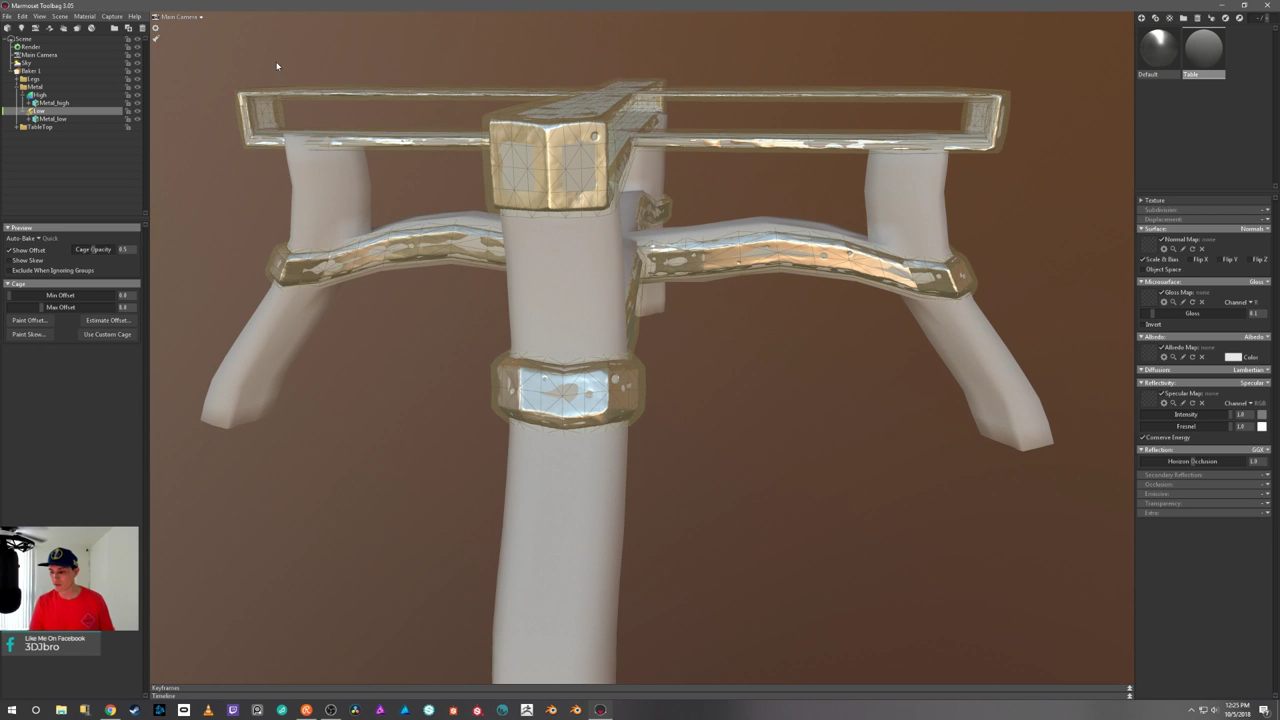 Marmoset Toolbag 3.05
File Edit View Scene Material Capture Help
Main Camera
Scene
Render
Main Camera
Sky
Baker 1
Legs
Metal
High
Metal_high
Low
Metal_low
TableTop
Preview
Auto-Bake Quick
Show Offset Cage Opacity 0.5
Show Skew
Exclude When Ignoring Groups
Cage
Min Offset 0.0
Max Offset
Paint Offset... Estimate Offset...
Paint Skew... Use Custom Cage
Like Me On Facebook
3DJbro
Keyframes
Timeline
Default Table
Texture
Subdivision:
Displacement:
Surface: Normals
Normal Map: none
Scale & Bias Flip X Flip Y Flip Z
Object Space
Microsurface: Gloss
Gloss Map: none
Channel R
Gloss 0.1
Invert
Albedo: Albedo
Albedo Map: none
Color
Diffusion: Lambertian
Reflectivity: Specular
Specular Map: none
Channel RGB
Intensity 1.0
Fresnel 1.0
Conserve Energy
Reflection: GGX
Horizon Occlusion 1.0
Secondary Reflection:
Occlusion:
Emissive:
Transparency:
Extra:
12:25 PM
10/5/2018